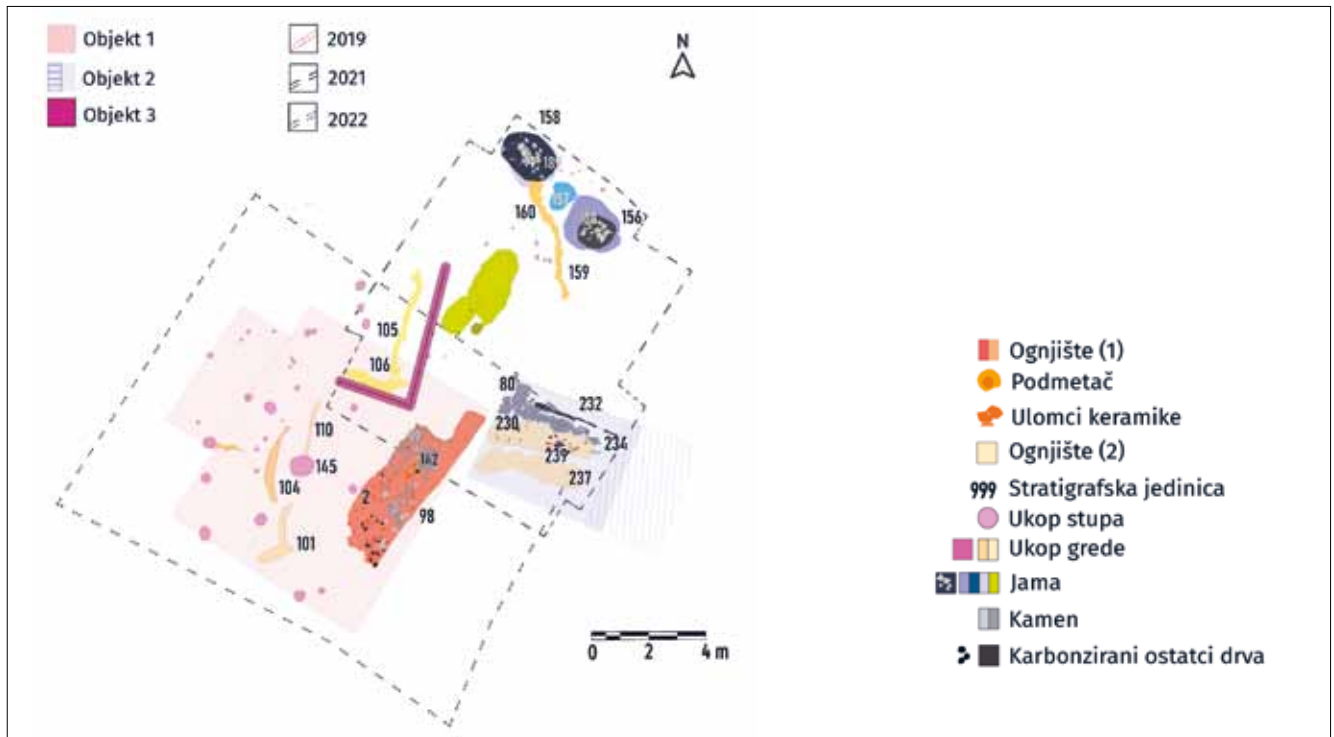 Objekt 1
Objekt 2
Objekt 3
2019
2021
2022
N
158
18
157
160
156
159
105
106
80
232
230
234
110
239
142
145
237
104
2
98
101
0 2 4 m
Ognjište (1)
Podmetač
Ulomci keramike
Ognjište (2)
999 Stratigrafska jedinica
Ukop stupa
Ukop grede
Jama
Kamen
Karbonzirani ostatci drva